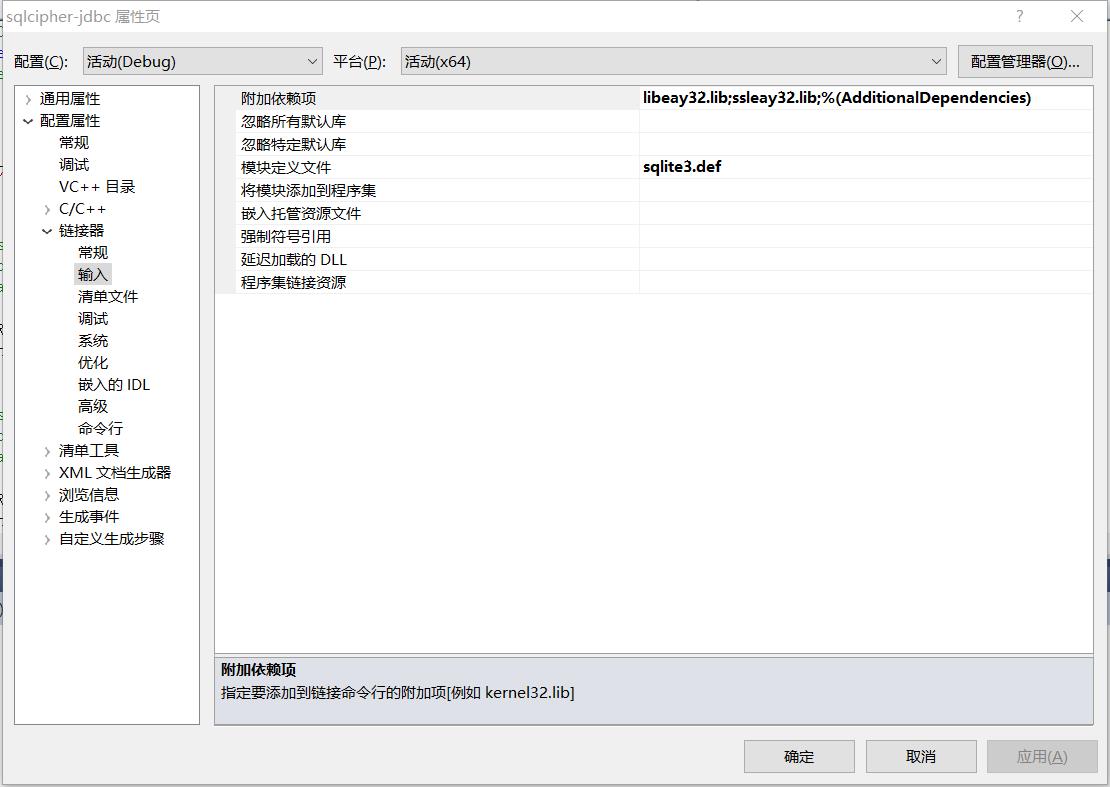 sqlcipher-jdbc 属性页
配置(C): 活动(Debug) 平台(P): 活动(x64) 配置管理器(O)...
通用属性
配置属性
常规
调试
VC++ 目录
C/C++
链接器
常规
输入
清单文件
调试
系统
优化
嵌入的 IDL
高级
命令行
清单工具
XML 文档生成器
浏览信息
生成事件
自定义生成步骤
附加依赖项 libeay32.lib;ssleay32.lib;%(AdditionalDependencies)
忽略所有默认库
忽略特定默认库
模块定义文件 sqlite3.def
将模块添加到程序集
嵌入托管资源文件
强制符号引用
延迟加载的 DLL
程序集链接资源
附加依赖项
指定要添加到链接命令行的附加项[例如 kernel32.lib]
确定 取消 应用(A)